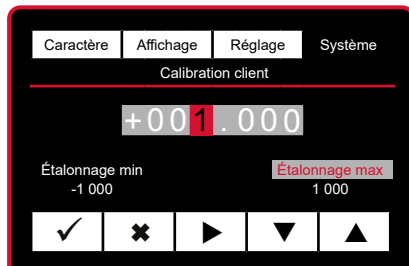 Caractère Affichage Réglage Système
Calibration client
+001.000
Étalonnage min Étalonnage max
-1 000 1 000